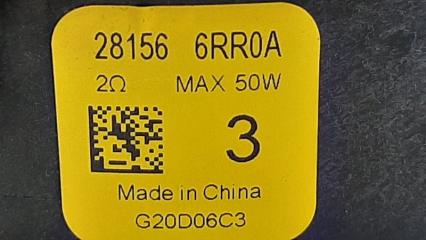 28156 6RR0A
2Ω MAX 50W
3
Made in China
G20D06C3